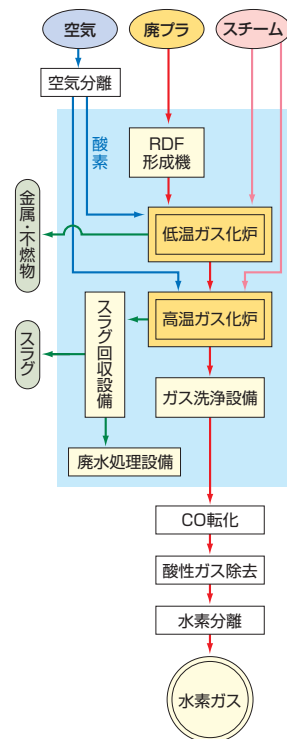 空気
廃プラ
スチーム
空気分離
酸素
RDF
形成機
金属・不燃物
低温ガス化炉
スラグ
スラグ回収設備
高温ガス化炉
ガス洗浄設備
廃水処理設備
CO転化
酸性ガス除去
水素分離
水素ガス